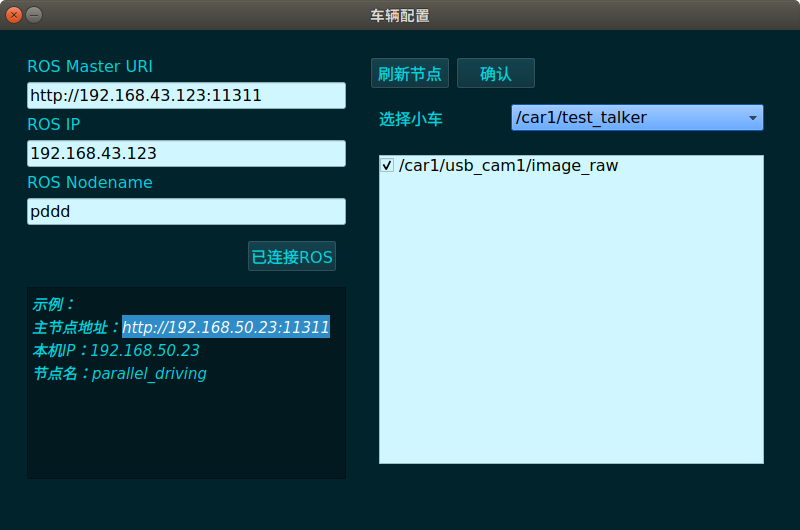 车辆配置
ROS Master URI
http://192.168.43.123:11311
ROS IP
192.168.43.123
ROS Nodename
pddd
已连接ROS
示例：
主节点地址：http://192.168.50.23:11311
本机IP：192.168.50.23
节点名：parallel_driving
刷新节点 确认
选择小车 /car1/test_talker
/car1/usb_cam1/image_raw